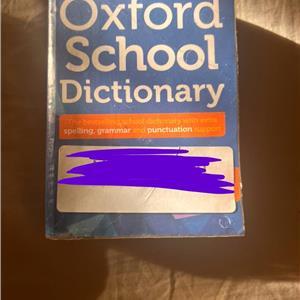 Oxford
School
Dictionary
The bestselling school dictionary with extra
spelling, grammar and punctuation support